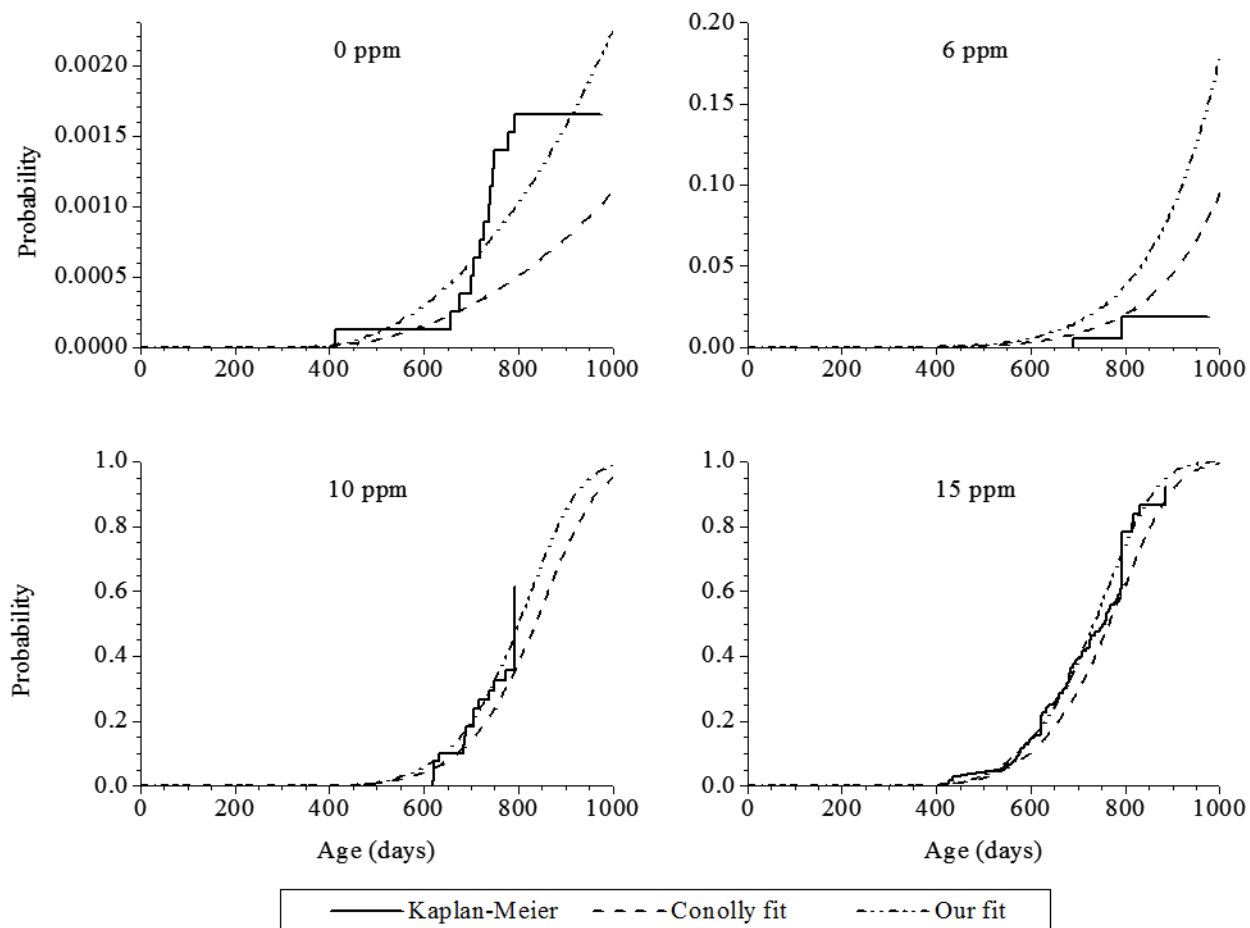 0 ppm
6 ppm
0.0020
0.0015
0.0010
0.0005
0.0000
0.20
0.15
0.10
0.05
0.00
Probability
0 200 400 600 800 1000
0 200 400 600 800 1000
10 ppm
15 ppm
1.0
0.8
0.6
0.4
0.2
0.0
1.0
0.8
0.6
0.4
0.2
0.0
Probability
0 200 400 600 800 1000
0 200 400 600 800 1000
Age (days)
Age (days)
Kaplan-Meier Conolly fit Our fit